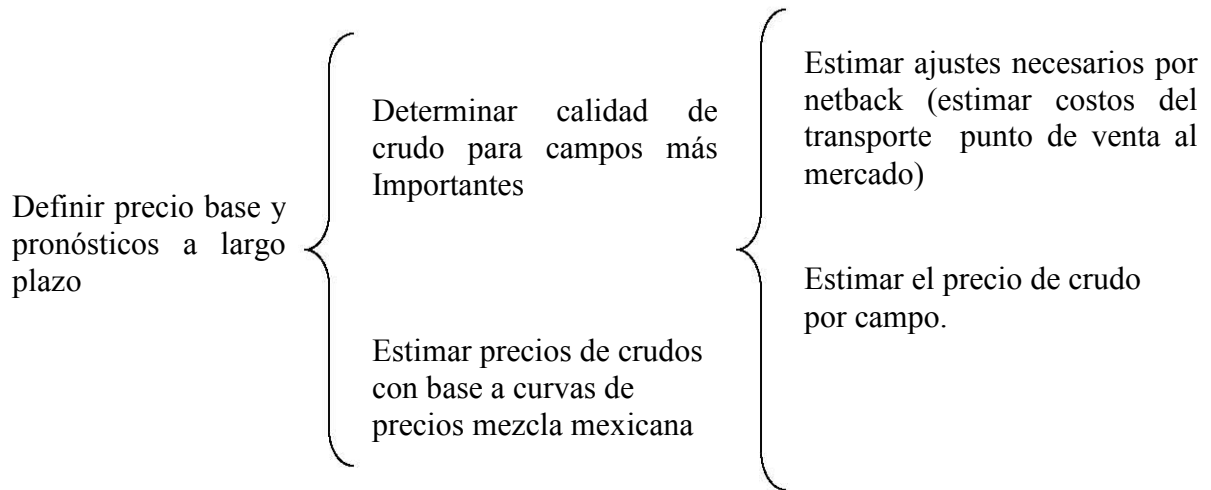 Definir precio base y
pronósticos a largo
plazo
Determinar calidad de
crudo para campos más
Importantes
Estimar precios de crudos
con base a curvas de
precios mezcla mexicana
Estimar ajustes necesarios por
netback (estimar costos del
transporte punto de venta al
mercado)
Estimar el precio de crudo
por campo.